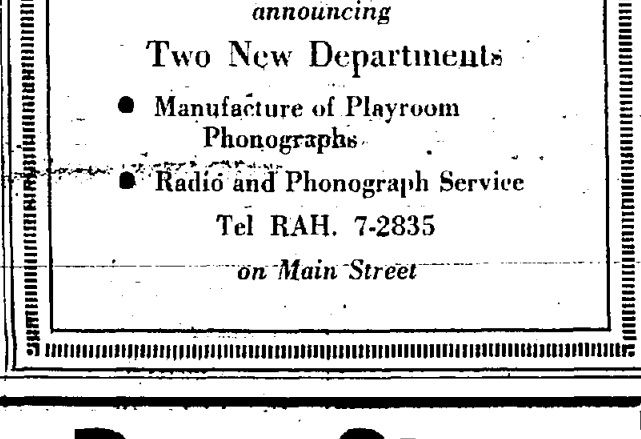 announcing
Two New Departments
● Manufacture of Playroom
Phonographs
● Radio and Phonograph Service
Tel RAH. 7-2835
on Main Street